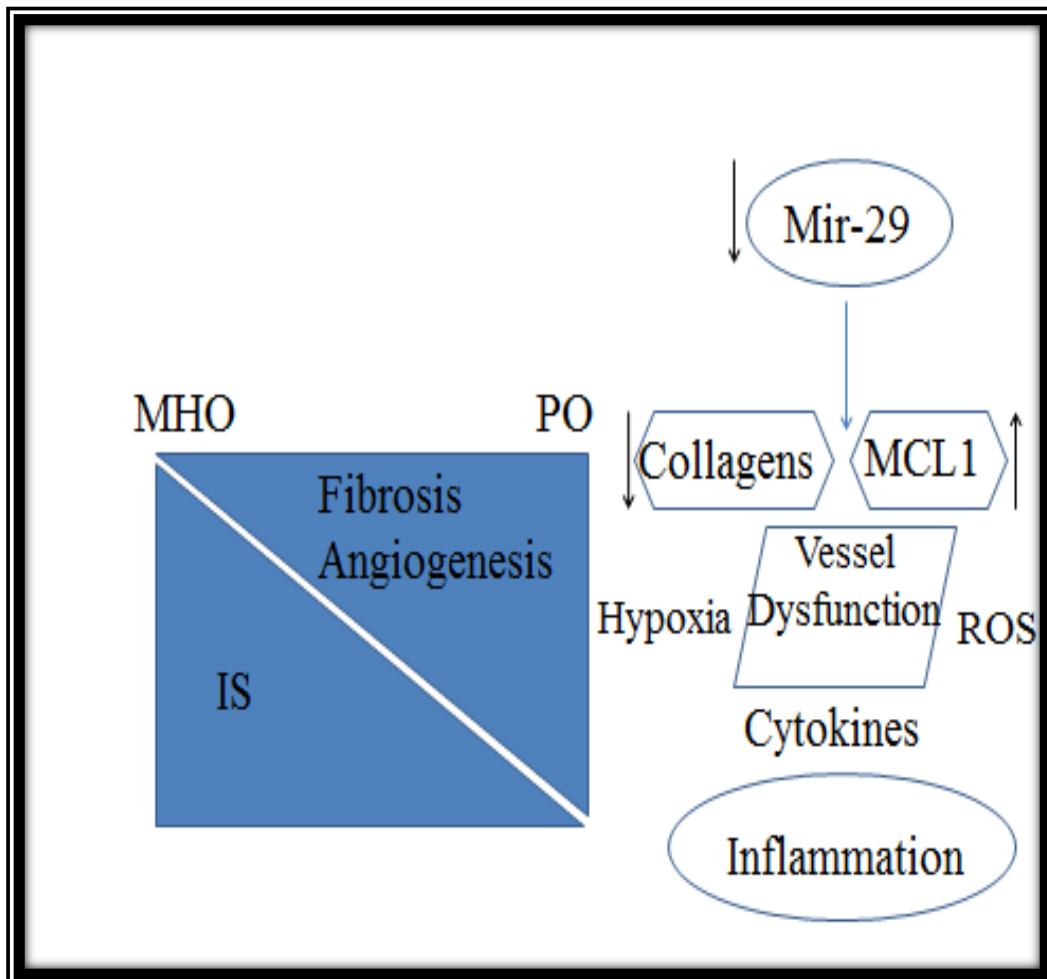 Mir-29
MHO
PO
Collagens
MCL1
Fibrosis
Angiogenesis
Vessel
Dysfunction
Hypoxia
ROS
IS
Cytokines
Inflammation